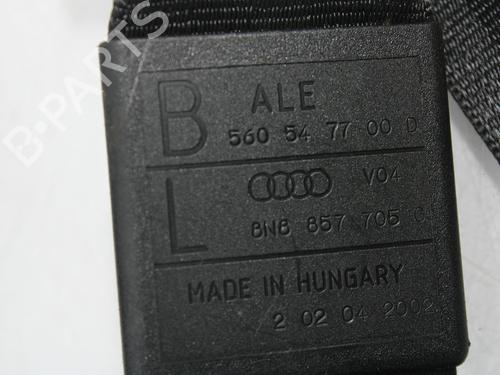 B-PARTS
B ALE
560 54 77 00 D
L V04
8N8 857 705
MADE IN HUNGARY
2 02 04 2002